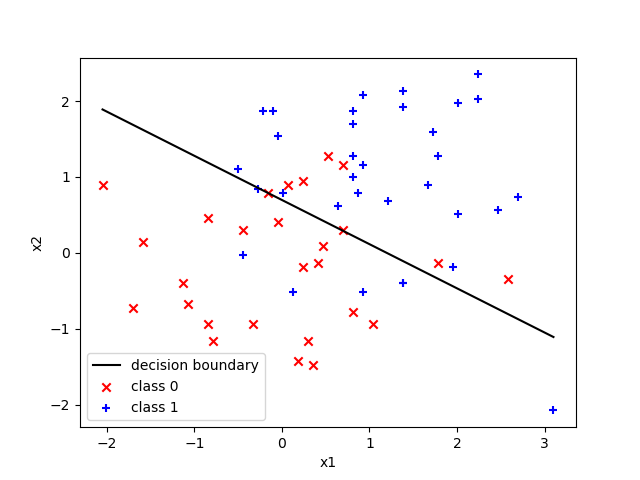 2
1
0
−1
−2
x2
decision boundary
class 0
class 1
−2 −1 0 1 2 3
x1